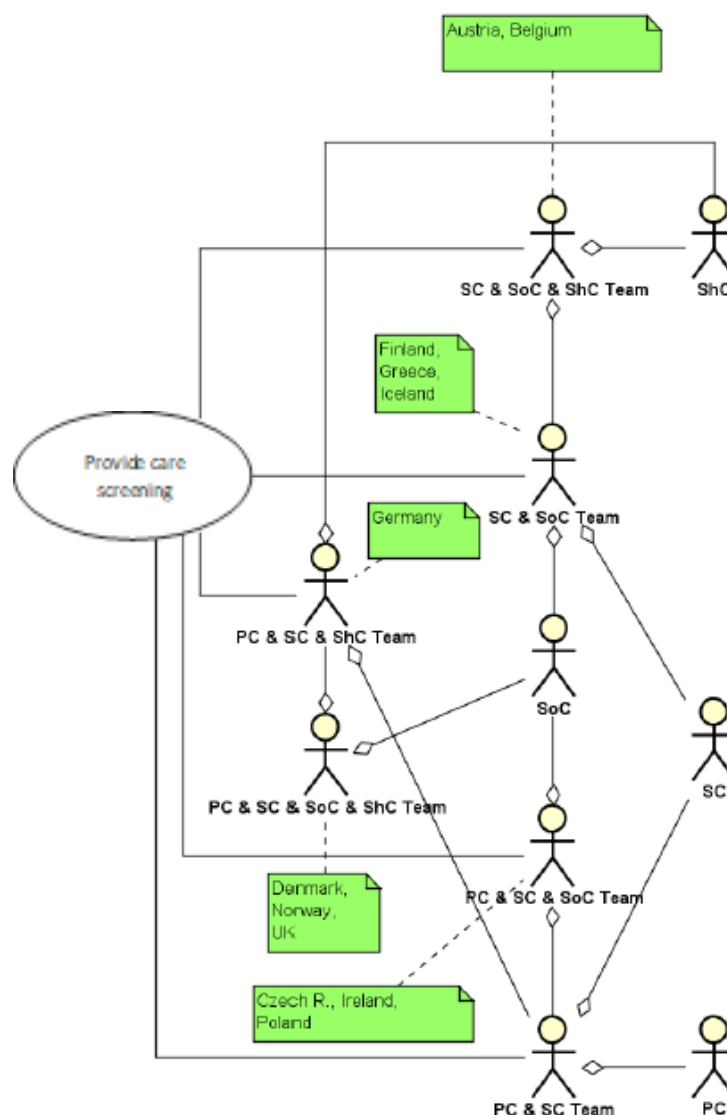 Austria, Belgium
SC & SoC & ShC Team
ShC
Finland,
Greece,
Iceland
Provide care
screening
SC & SoC Team
Germany
PC & SC & ShC Team
SoC
SC
PC & SC & SoC & ShC Team
Denmark,
Norway,
UK
PC & SC & SoC Team
Czech R., Ireland,
Poland
PC & SC Team
PC